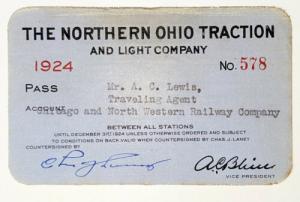 THE NORTHERN OHIO TRACTION
AND LIGHT COMPANY
1924 No. 578
PASS Mr. A. C. Lewis,
Traveling Agent
ACCOUNT Chicago and North Western Railway Company
BETWEEN ALL STATIONS
UNTIL DECEMBER 31, 1924 UNLESS OTHERWISE ORDERED AND SUBJECT
TO CONDITIONS ON BACK VALID WHEN COUNTERSIGNED BY CHAS J. LANEY
COUNTERSIGNED BY
VICE PRESIDENT